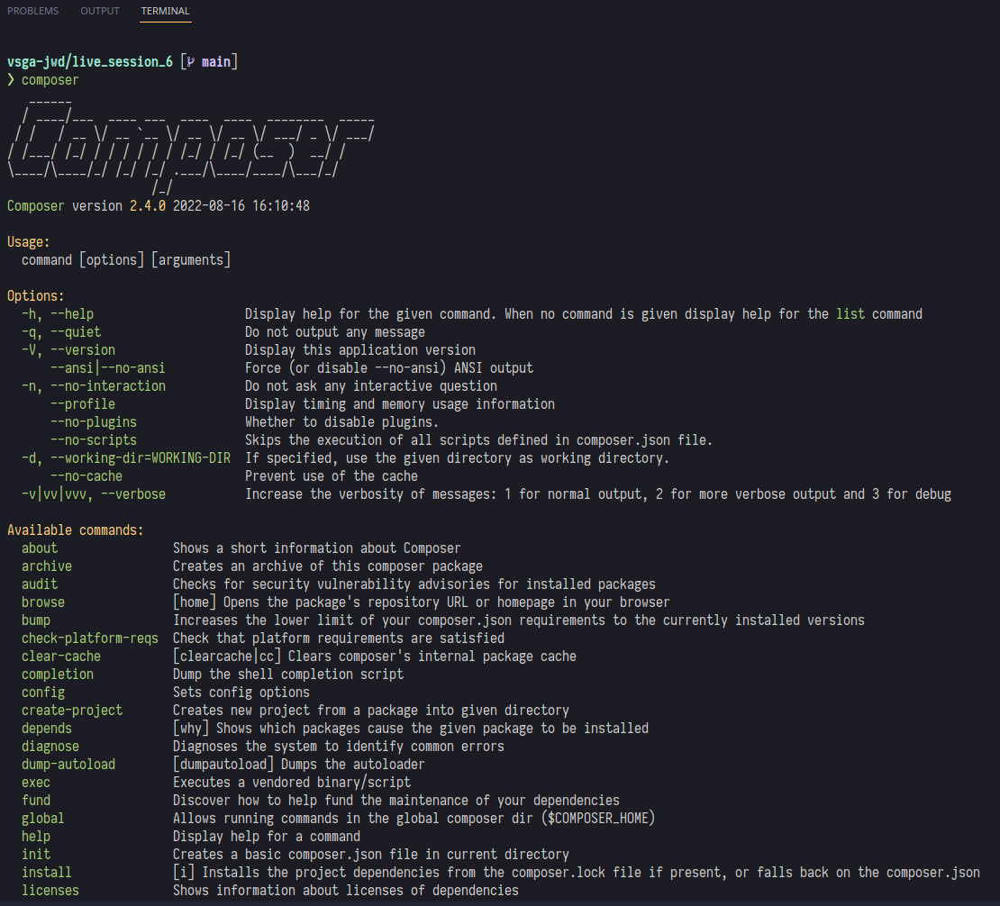 PROBLEMS OUTPUT TERMINAL
vsga-jwd/live_session_6 [ main]
❯ composer
   ______
  / ____/___  ____ ___  ____  ____  ________  _____
 / /   / __ \/ __ `__ \/ __ \/ __ \/ ___/ _ \/ ___/
/ /___/ /_/ / / / / / / /_/ / /_/ (__  )  __/ /
\____/\____/_/ /_/ /_/ .___/\____/____/\___/_/
                    /_/
Composer version 2.4.0 2022-08-16 16:10:48
Usage:
  command [options] [arguments]
Options:
  -h, --help                     Display help for the given command. When no command is given display help for the list command
  -q, --quiet                    Do not output any message
  -V, --version                  Display this application version
      --ansi|--no-ansi           Force (or disable --no-ansi) ANSI output
  -n, --no-interaction           Do not ask any interactive question
      --profile                  Display timing and memory usage information
      --no-plugins               Whether to disable plugins.
      --no-scripts               Skips the execution of all scripts defined in composer.json file.
  -d, --working-dir=WORKING-DIR  If specified, use the given directory as working directory.
      --no-cache                 Prevent use of the cache
  -v|vv|vvv, --verbose           Increase the verbosity of messages: 1 for normal output, 2 for more verbose output and 3 for debug
Available commands:
  about                Shows a short information about Composer
  archive              Creates an archive of this composer package
  audit                Checks for security vulnerability advisories for installed packages
  browse               [home] Opens the package's repository URL or homepage in your browser
  bump                 Increases the lower limit of your composer.json requirements to the currently installed versions
  check-platform-reqs  Check that platform requirements are satisfied
  clear-cache          [clearcache|cc] Clears composer's internal package cache
  completion           Dump the shell completion script
  config               Sets config options
  create-project       Creates new project from a package into given directory
  depends              [why] Shows which packages cause the given package to be installed
  diagnose             Diagnoses the system to identify common errors
  dump-autoload        [dumpautoload] Dumps the autoloader
  exec                 Executes a vendored binary/script
  fund                 Discover how to help fund the maintenance of your dependencies
  global               Allows running commands in the global composer dir ($COMPOSER_HOME)
  help                 Display help for a command
  init                 Creates a basic composer.json file in current directory
  install              [i] Installs the project dependencies from the composer.lock file if present, or falls back on the composer.json
  licenses             Shows information about licenses of dependencies